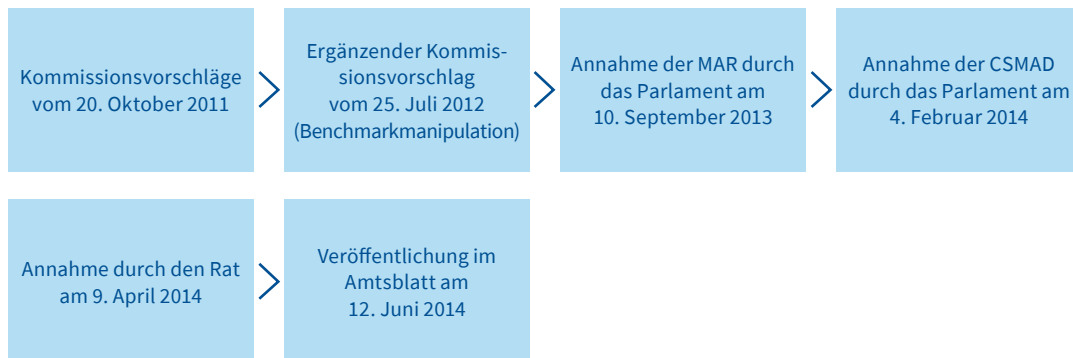 Kommissionsvorschläge
vom 20. Oktober 2011
Ergänzender Kommis-
sionsvorschlag
vom 25. Juli 2012
(Benchmarkmanipulation)
Annahme der MAR durch
das Parlament am
10. September 2013
Annahme der CSMAD
durch das Parlament am
4. Februar 2014
Annahme durch den Rat
am 9. April 2014
Veröffentlichung im
Amtsblatt am
12. Juni 2014